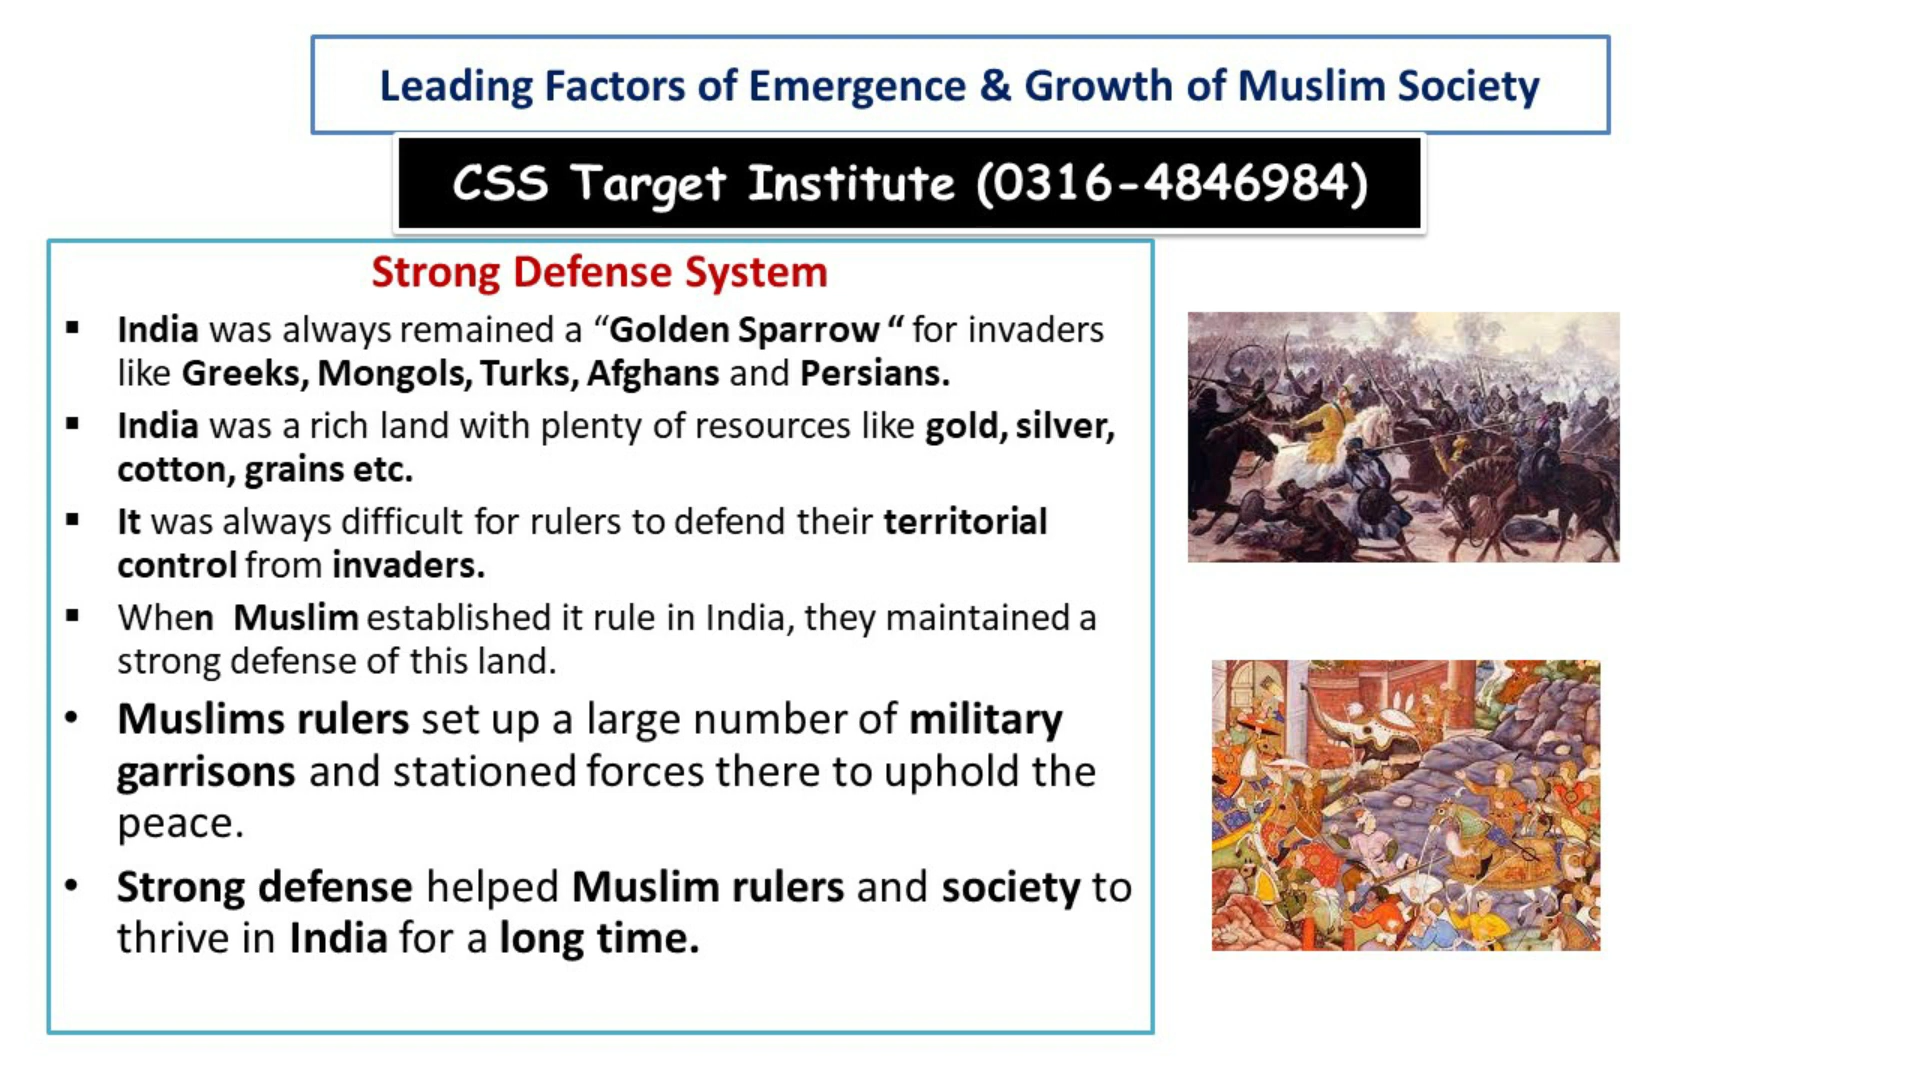 Leading Factors of Emergence & Growth of Muslim Society
CSS Target Institute (0316-4846984)
Strong Defense System
▪ India was always remained a “Golden Sparrow “ for invaders
like Greeks, Mongols, Turks, Afghans and Persians.
▪ India was a rich land with plenty of resources like gold, silver,
cotton, grains etc.
▪ It was always difficult for rulers to defend their territorial
control from invaders.
▪ When Muslim established it rule in India, they maintained a
strong defense of this land.
• Muslims rulers set up a large number of military
garrisons and stationed forces there to uphold the
peace.
• Strong defense helped Muslim rulers and society to
thrive in India for a long time.